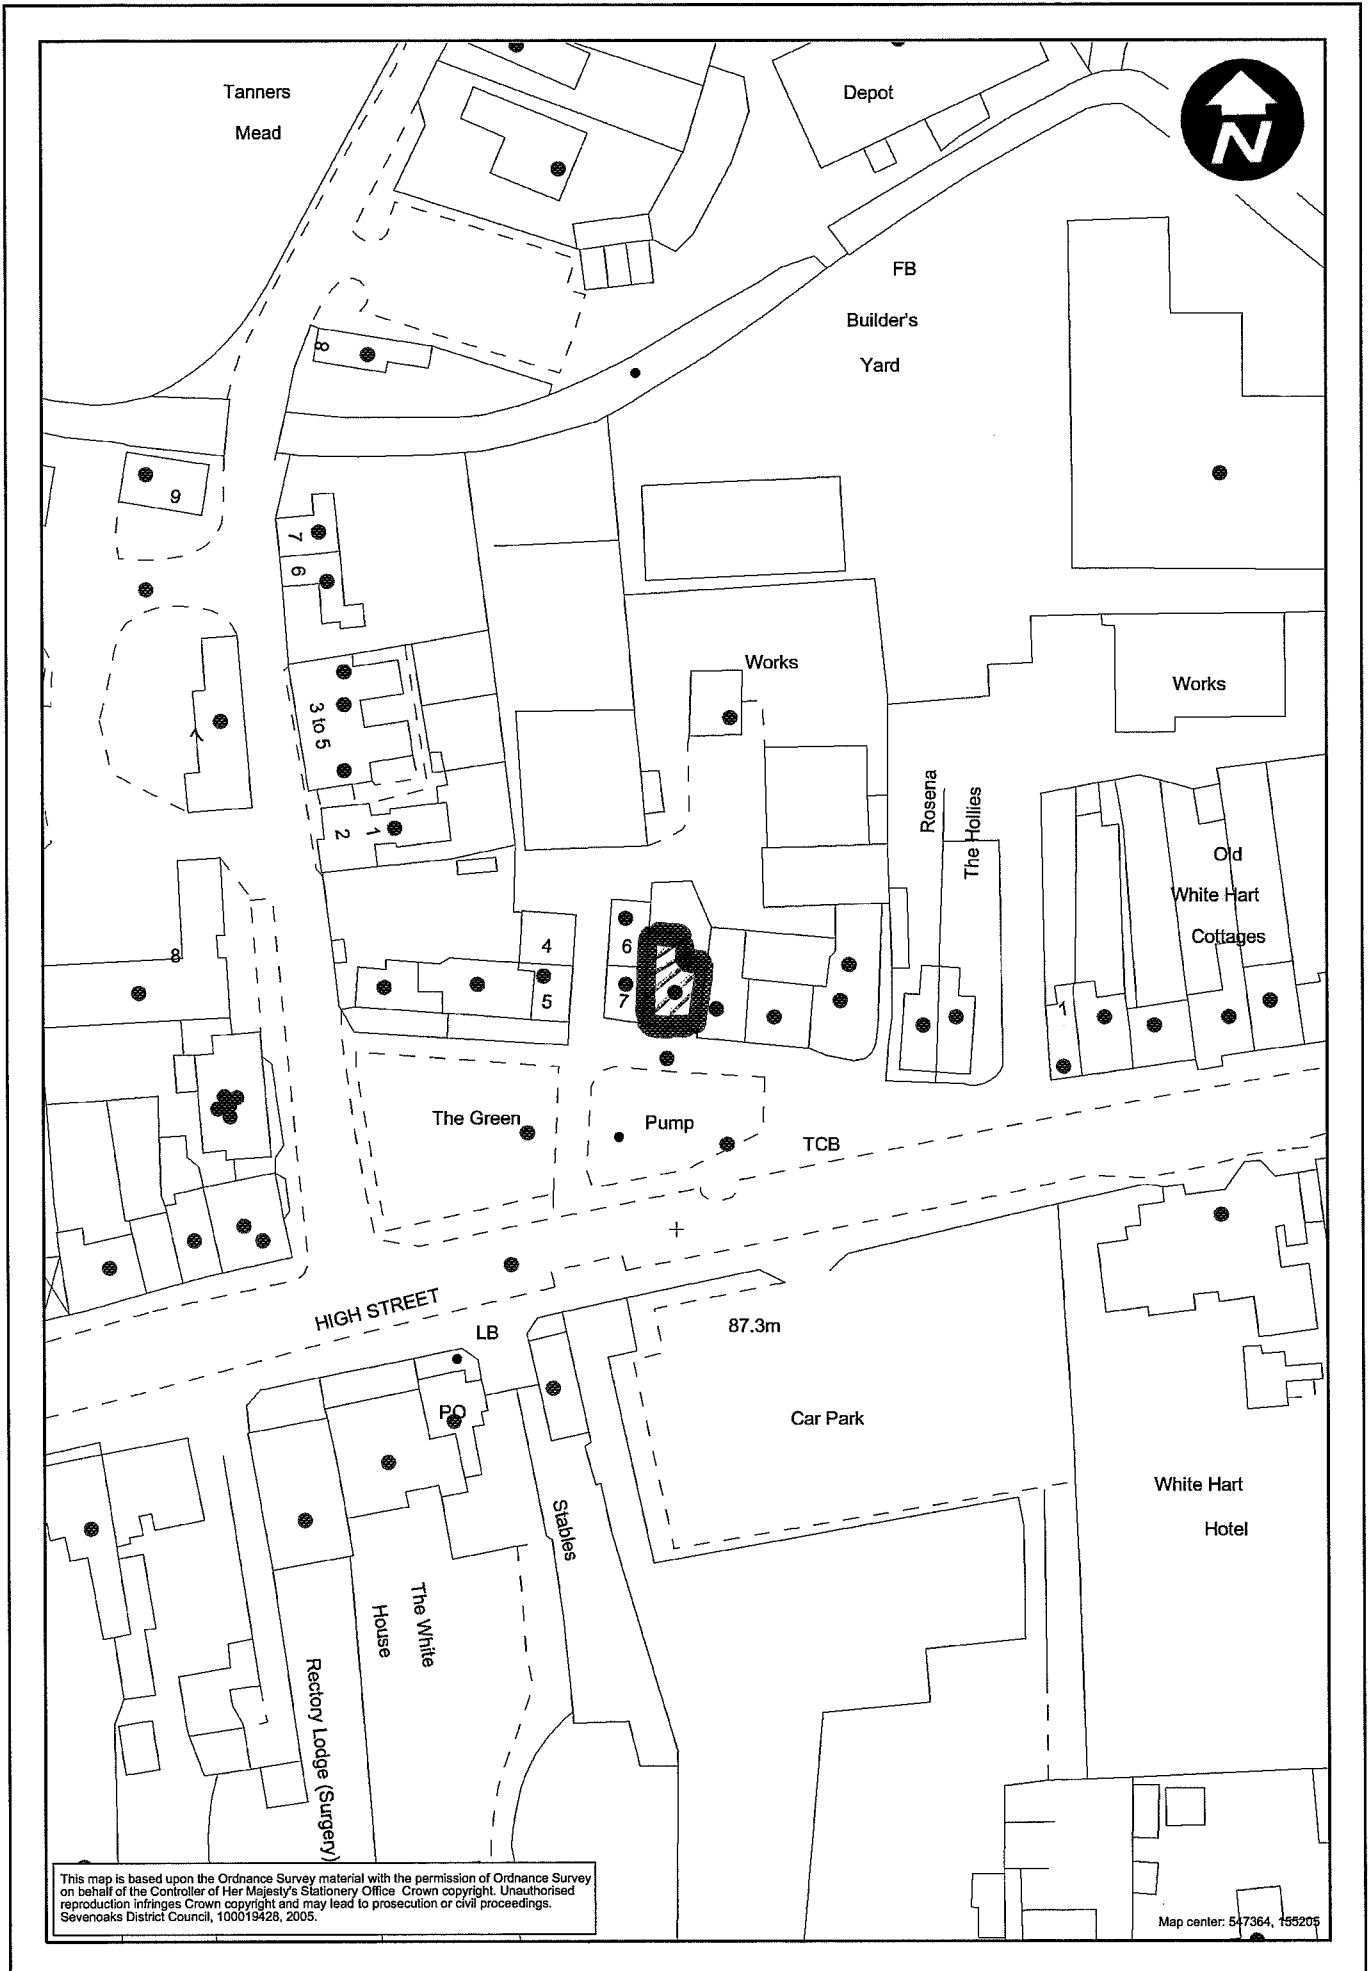 Tanners
Mead
Depot
N
FB
Builder's
Yard
8
9
7
6
Works
Works
3 to 5
Rosena
The Hollies
2
1
Old
White Hart
Cottages
8
4
6
5
7
1
The Green
Pump
TCB
HIGH STREET
LB
87.3m
PO
Car Park
White Hart
Hotel
Stables
The White
House
Rectory Lodge (Surgery)
This map is based upon the Ordnance Survey material with the permission of Ordnance Survey
on behalf of the Controller of Her Majesty's Stationery Office Crown copyright. Unauthorised
reproduction infringes Crown copyright and may lead to prosecution or civil proceedings.
Sevenoaks District Council, 100019428, 2005.
Map center: 547364, 155205